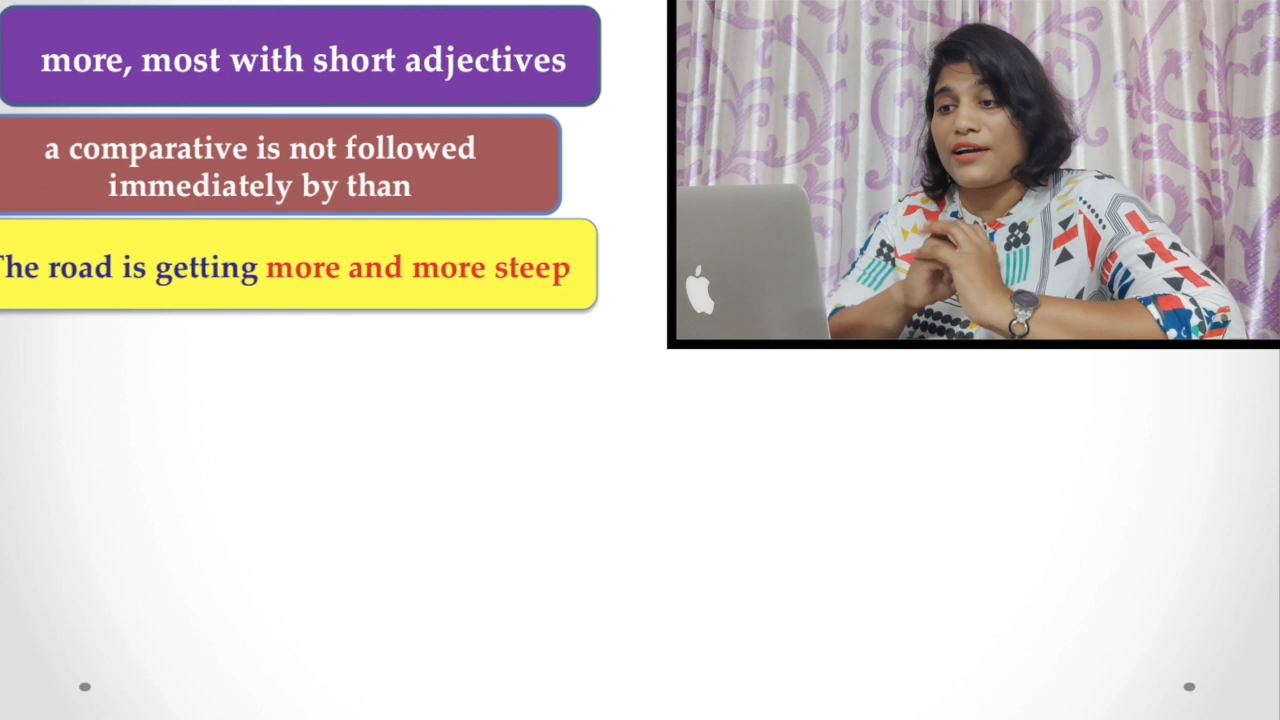 more, most with short adjectives
a comparative is not followed
immediately by than
The road is getting more and more steep